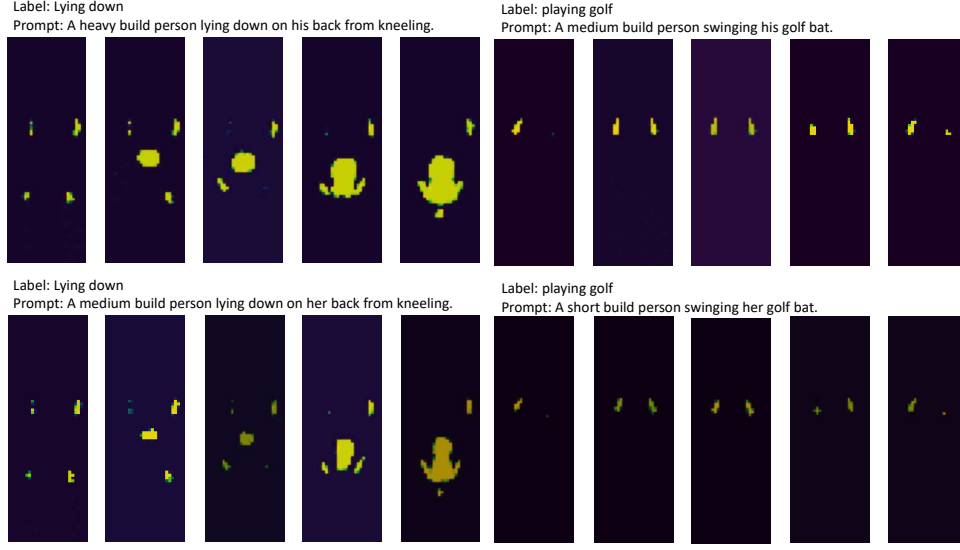 Label: Lying down
Prompt: A heavy build person lying down on his back from kneeling.
Label: playing golf
Prompt: A medium build person swinging his golf bat.
Label: Lying down
Prompt: A medium build person lying down on her back from kneeling.
Label: playing golf
Prompt: A short build person swinging her golf bat.